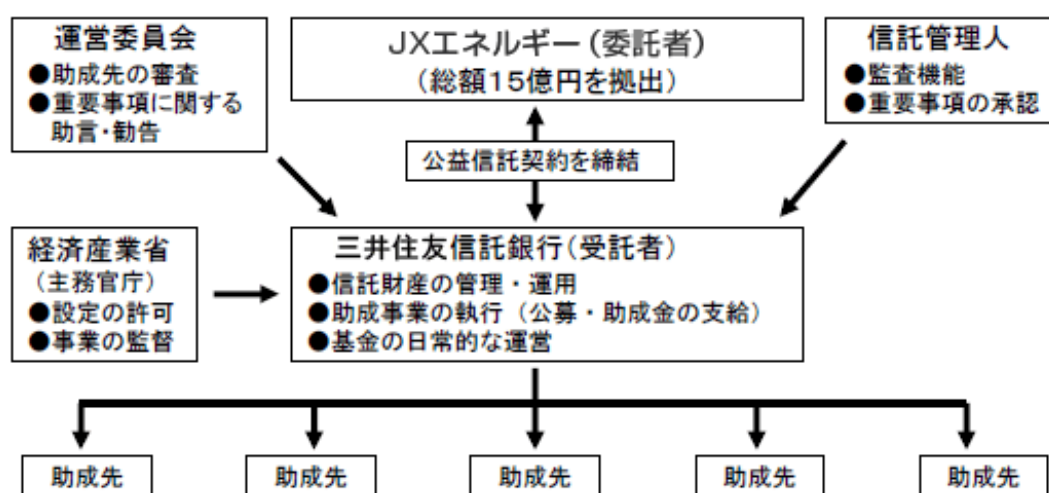 運営委員会
●助成先の審査
●重要事項に関する
助言・勧告
JXエネルギー(委託者)
(総額15億円を拠出)
信託管理人
●監査機能
●重要事項の承認
公益信託契約を締結
経済産業省
(主務官庁)
●設定の許可
●事業の監督
三井住友信託銀行(受託者)
●信託財産の管理・運用
●助成事業の執行(公募・助成金の支給)
●基金の日常的な運営
助成先
助成先
助成先
助成先
助成先